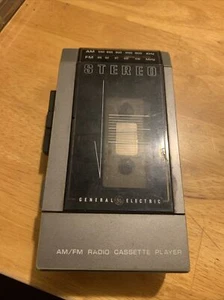 AM
FM
STEREO
GENERAL ELECTRIC
AM/FM RADIO CASSETTE PLAYER